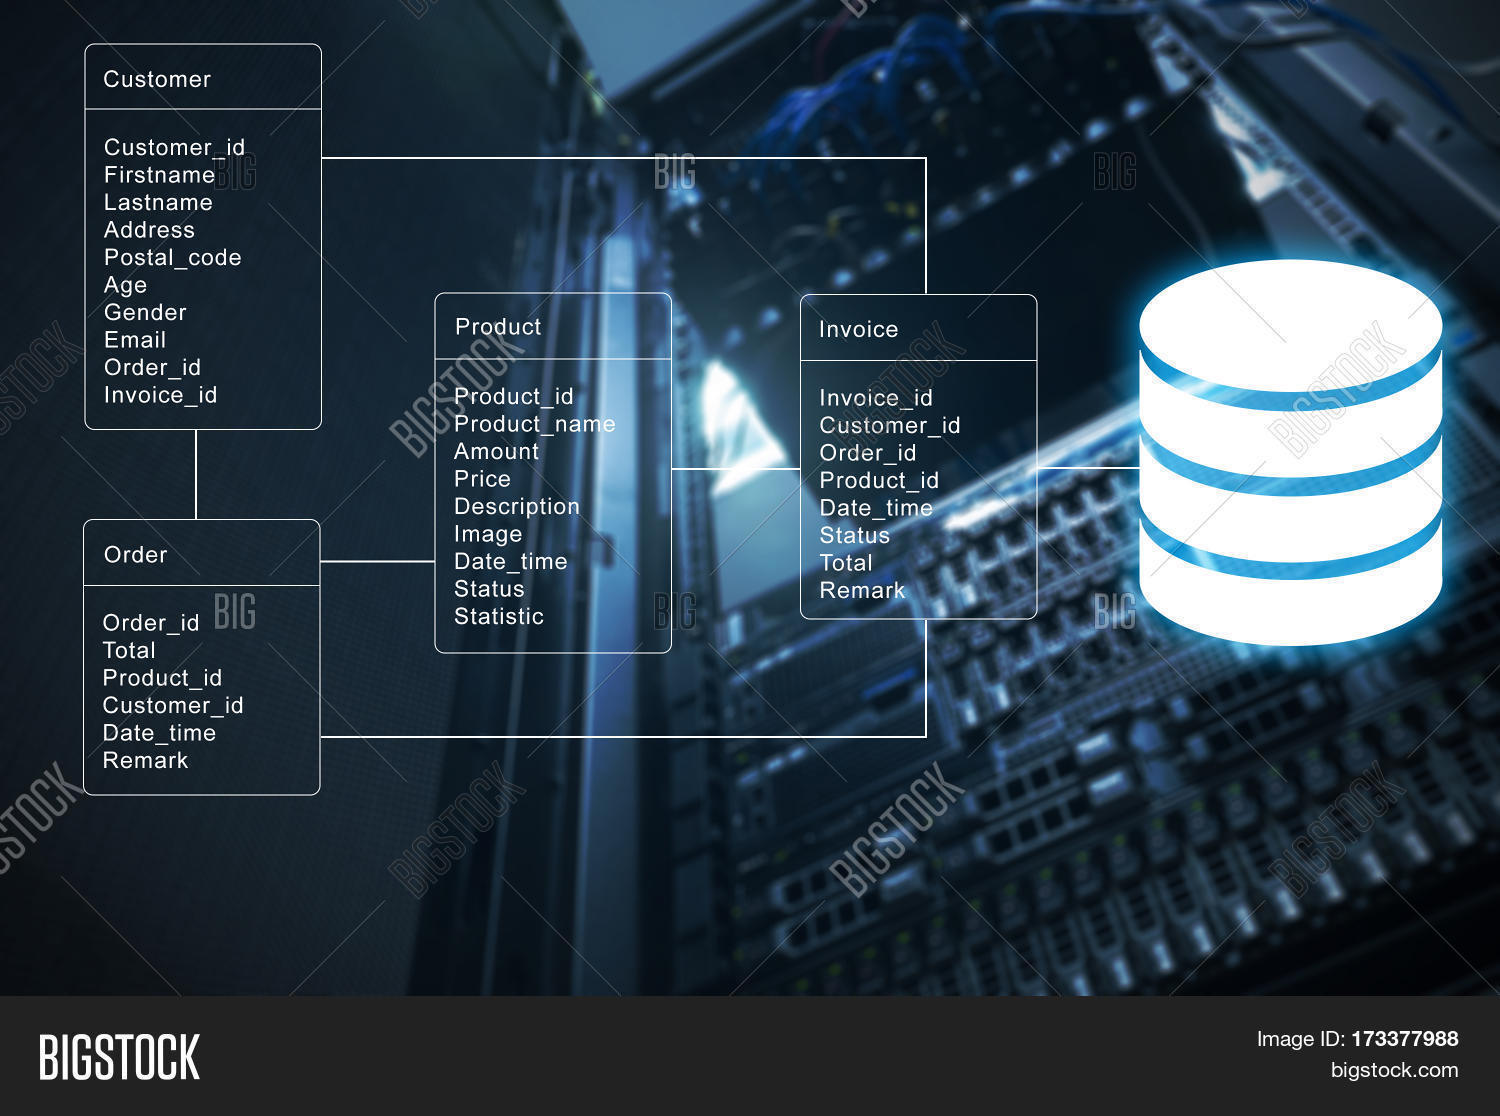 Customer
Customer_id
Firstname
Lastname
Address
Postal_code
Age
Gender
Email
Order_id
Invoice_id
Product
Product_id
Product_name
Amount
Price
Description
Image
Date_time
Status
Statistic
Invoice
Invoice_id
Customer_id
Order_id
Product_id
Date_time
Status
Total
Remark
Order
Order_id
Total
Product_id
Customer_id
Date_time
Remark
BIG
BIG
BIG
BIGSTOCK
BIGSTOCK
BIGSTOCK
BIGSTOCK
BIG
BIG
BIG
BIGSTOCK
BIGSTOCK
BIGSTOCK
BIGSTOCK
BIGSTOCK
Image ID: 173377988
bigstock.com